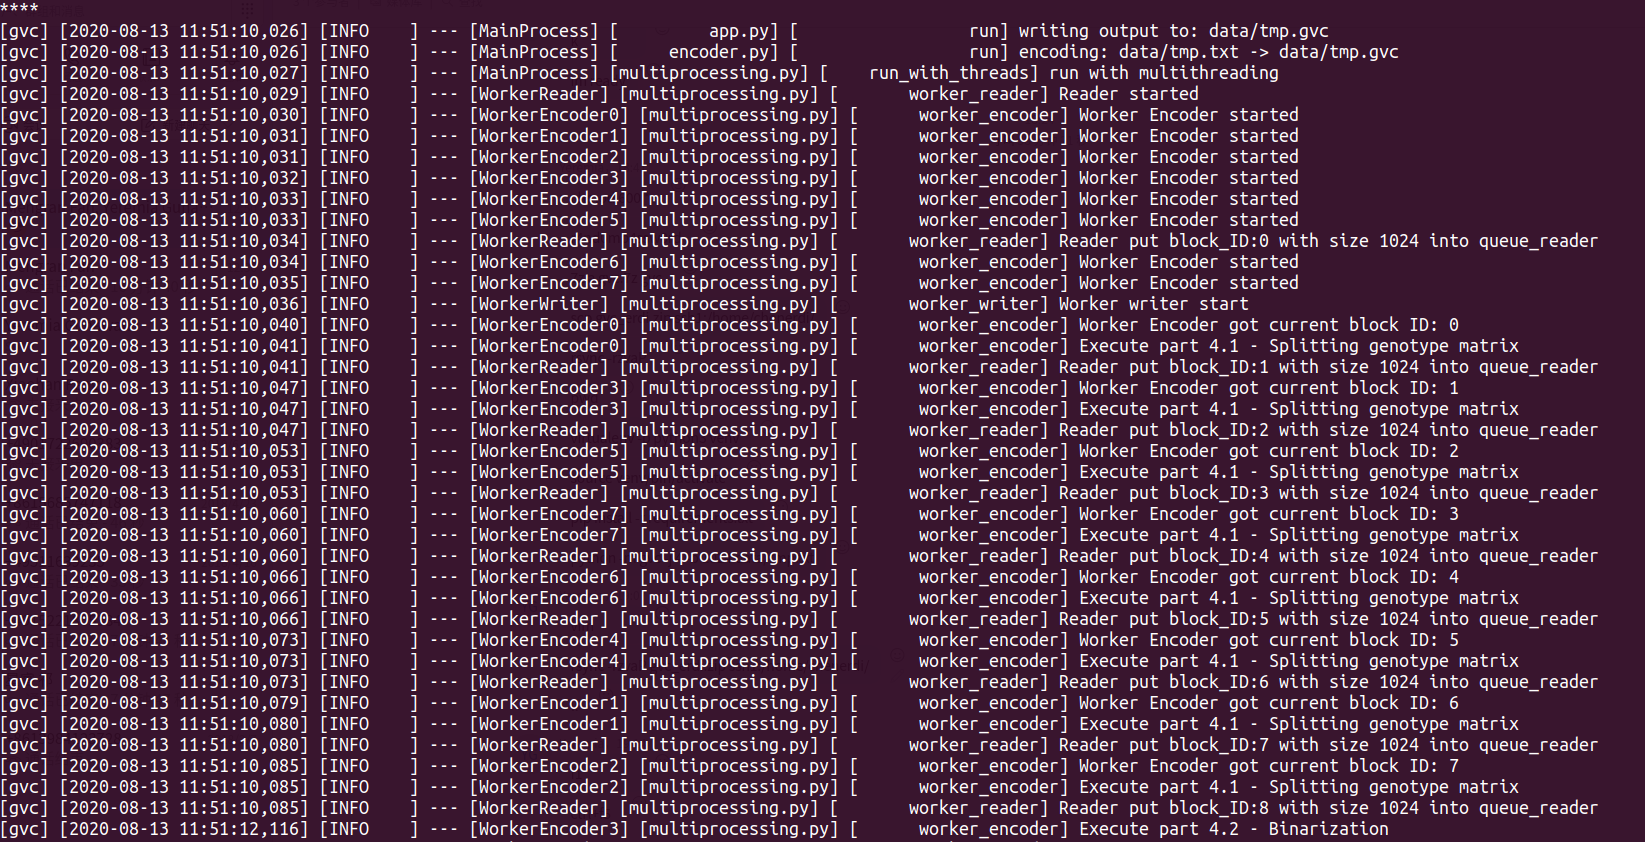 ****
[gvc] [2020-08-13 11:51:10,026] [INFO    ] --- [MainProcess] [         app.py] [                 run] writing output to: data/tmp.gvc
[gvc] [2020-08-13 11:51:10,026] [INFO    ] --- [MainProcess] [     encoder.py] [                 run] encoding: data/tmp.txt -> data/tmp.gvc
[gvc] [2020-08-13 11:51:10,027] [INFO    ] --- [MainProcess] [multiprocessing.py] [    run_with_threads] run with multithreading
[gvc] [2020-08-13 11:51:10,029] [INFO    ] --- [WorkerReader] [multiprocessing.py] [       worker_reader] Reader started
[gvc] [2020-08-13 11:51:10,030] [INFO    ] --- [WorkerEncoder0] [multiprocessing.py] [      worker_encoder] Worker Encoder started
[gvc] [2020-08-13 11:51:10,031] [INFO    ] --- [WorkerEncoder1] [multiprocessing.py] [      worker_encoder] Worker Encoder started
[gvc] [2020-08-13 11:51:10,031] [INFO    ] --- [WorkerEncoder2] [multiprocessing.py] [      worker_encoder] Worker Encoder started
[gvc] [2020-08-13 11:51:10,032] [INFO    ] --- [WorkerEncoder3] [multiprocessing.py] [      worker_encoder] Worker Encoder started
[gvc] [2020-08-13 11:51:10,033] [INFO    ] --- [WorkerEncoder4] [multiprocessing.py] [      worker_encoder] Worker Encoder started
[gvc] [2020-08-13 11:51:10,033] [INFO    ] --- [WorkerEncoder5] [multiprocessing.py] [      worker_encoder] Worker Encoder started
[gvc] [2020-08-13 11:51:10,034] [INFO    ] --- [WorkerReader] [multiprocessing.py] [       worker_reader] Reader put block_ID:0 with size 1024 into queue_reader
[gvc] [2020-08-13 11:51:10,034] [INFO    ] --- [WorkerEncoder6] [multiprocessing.py] [      worker_encoder] Worker Encoder started
[gvc] [2020-08-13 11:51:10,035] [INFO    ] --- [WorkerEncoder7] [multiprocessing.py] [      worker_encoder] Worker Encoder started
[gvc] [2020-08-13 11:51:10,036] [INFO    ] --- [WorkerWriter] [multiprocessing.py] [       worker_writer] Worker writer start
[gvc] [2020-08-13 11:51:10,040] [INFO    ] --- [WorkerEncoder0] [multiprocessing.py] [      worker_encoder] Worker Encoder got current block ID: 0
[gvc] [2020-08-13 11:51:10,041] [INFO    ] --- [WorkerEncoder0] [multiprocessing.py] [      worker_encoder] Execute part 4.1 - Splitting genotype matrix
[gvc] [2020-08-13 11:51:10,041] [INFO    ] --- [WorkerReader] [multiprocessing.py] [       worker_reader] Reader put block_ID:1 with size 1024 into queue_reader
[gvc] [2020-08-13 11:51:10,047] [INFO    ] --- [WorkerEncoder3] [multiprocessing.py] [      worker_encoder] Worker Encoder got current block ID: 1
[gvc] [2020-08-13 11:51:10,047] [INFO    ] --- [WorkerEncoder3] [multiprocessing.py] [      worker_encoder] Execute part 4.1 - Splitting genotype matrix
[gvc] [2020-08-13 11:51:10,047] [INFO    ] --- [WorkerReader] [multiprocessing.py] [       worker_reader] Reader put block_ID:2 with size 1024 into queue_reader
[gvc] [2020-08-13 11:51:10,053] [INFO    ] --- [WorkerEncoder5] [multiprocessing.py] [      worker_encoder] Worker Encoder got current block ID: 2
[gvc] [2020-08-13 11:51:10,053] [INFO    ] --- [WorkerEncoder5] [multiprocessing.py] [      worker_encoder] Execute part 4.1 - Splitting genotype matrix
[gvc] [2020-08-13 11:51:10,053] [INFO    ] --- [WorkerReader] [multiprocessing.py] [       worker_reader] Reader put block_ID:3 with size 1024 into queue_reader
[gvc] [2020-08-13 11:51:10,060] [INFO    ] --- [WorkerEncoder7] [multiprocessing.py] [      worker_encoder] Worker Encoder got current block ID: 3
[gvc] [2020-08-13 11:51:10,060] [INFO    ] --- [WorkerEncoder7] [multiprocessing.py] [      worker_encoder] Execute part 4.1 - Splitting genotype matrix
[gvc] [2020-08-13 11:51:10,060] [INFO    ] --- [WorkerReader] [multiprocessing.py] [       worker_reader] Reader put block_ID:4 with size 1024 into queue_reader
[gvc] [2020-08-13 11:51:10,066] [INFO    ] --- [WorkerEncoder6] [multiprocessing.py] [      worker_encoder] Worker Encoder got current block ID: 4
[gvc] [2020-08-13 11:51:10,066] [INFO    ] --- [WorkerEncoder6] [multiprocessing.py] [      worker_encoder] Execute part 4.1 - Splitting genotype matrix
[gvc] [2020-08-13 11:51:10,066] [INFO    ] --- [WorkerReader] [multiprocessing.py] [       worker_reader] Reader put block_ID:5 with size 1024 into queue_reader
[gvc] [2020-08-13 11:51:10,073] [INFO    ] --- [WorkerEncoder4] [multiprocessing.py] [      worker_encoder] Worker Encoder got current block ID: 5
[gvc] [2020-08-13 11:51:10,073] [INFO    ] --- [WorkerEncoder4] [multiprocessing.py] [      worker_encoder] Execute part 4.1 - Splitting genotype matrix
[gvc] [2020-08-13 11:51:10,073] [INFO    ] --- [WorkerReader] [multiprocessing.py] [       worker_reader] Reader put block_ID:6 with size 1024 into queue_reader
[gvc] [2020-08-13 11:51:10,079] [INFO    ] --- [WorkerEncoder1] [multiprocessing.py] [      worker_encoder] Worker Encoder got current block ID: 6
[gvc] [2020-08-13 11:51:10,080] [INFO    ] --- [WorkerEncoder1] [multiprocessing.py] [      worker_encoder] Execute part 4.1 - Splitting genotype matrix
[gvc] [2020-08-13 11:51:10,080] [INFO    ] --- [WorkerReader] [multiprocessing.py] [       worker_reader] Reader put block_ID:7 with size 1024 into queue_reader
[gvc] [2020-08-13 11:51:10,085] [INFO    ] --- [WorkerEncoder2] [multiprocessing.py] [      worker_encoder] Worker Encoder got current block ID: 7
[gvc] [2020-08-13 11:51:10,085] [INFO    ] --- [WorkerEncoder2] [multiprocessing.py] [      worker_encoder] Execute part 4.1 - Splitting genotype matrix
[gvc] [2020-08-13 11:51:10,085] [INFO    ] --- [WorkerReader] [multiprocessing.py] [       worker_reader] Reader put block_ID:8 with size 1024 into queue_reader
[gvc] [2020-08-13 11:51:12,116] [INFO    ] --- [WorkerEncoder3] [multiprocessing.py] [      worker_encoder] Execute part 4.2 - Binarization